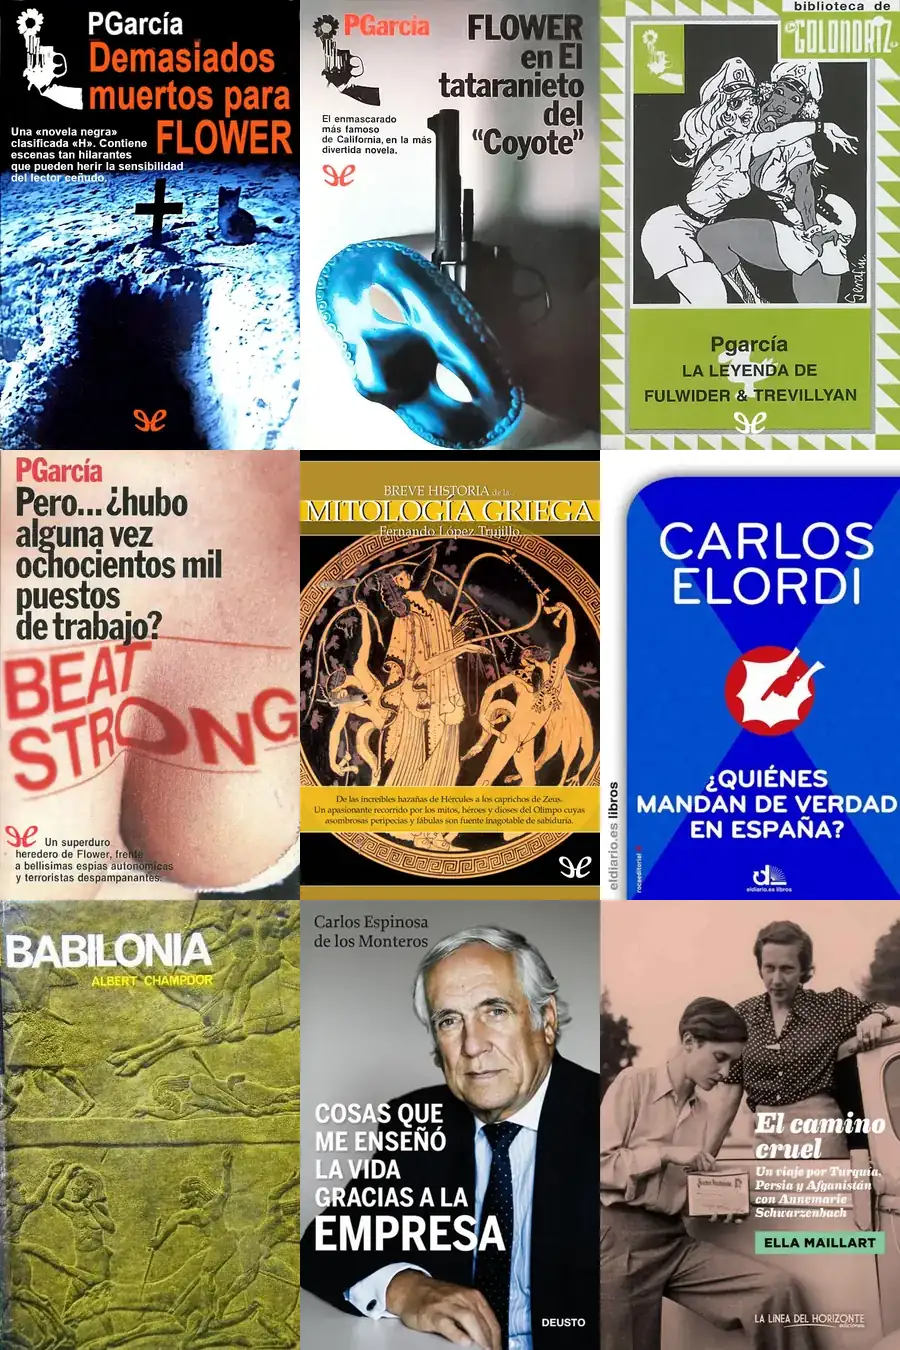 PGarcía
Demasiados
muertos para
FLOWER
Una «novela negra»
clasificada «H». Contiene
escenas tan hilarantes
que pueden herir la sensibilidad
del lector ceñudo.
PGarcía
FLOWER
en El
tataranieto
del
“Coyote”
El enmascarado
más famoso
de California, en la más
divertida novela.
biblioteca de
la GOLONDRIZ
Serafín
Pgarcía
LA LEYENDA DE
FULWIDER & TREVILLYAN
PGarcía
Pero... ¿hubo
alguna vez
ochocientos mil
puestos
de trabajo?
BEAT
STRONG
Un superduro
heredero de Flower, frente
a bellísimas espías autonómicas
y terroristas despampanantes.
BREVE HISTORIA de la
MITOLOGÍA GRIEGA
Fernando López Trujillo
De las increíbles hazañas de Hércules a los caprichos de Zeus.
Un apasionante recorrido por los mitos, héroes y dioses del Olimpo cuyas
asombrosas peripecias y fábulas son fuente inagotable de sabiduría.
CARLOS
ELORDI
¿QUIÉNES
MANDAN DE VERDAD
EN ESPAÑA?
eldiario.es libros
rocaeditorial
eldiario.es libros
BABILONIA
ALBERT CHAMPDOR
Carlos Espinosa
de los Monteros
COSAS QUE
ME ENSEÑÓ
LA VIDA
GRACIAS A LA
EMPRESA
DEUSTO
El camino
cruel
Un viaje por Turquía,
Persia y Afganistán
con Annemarie
Schwarzenbach
ELLA MAILLART
LA LÍNEA DEL HORIZONTE
ediciones